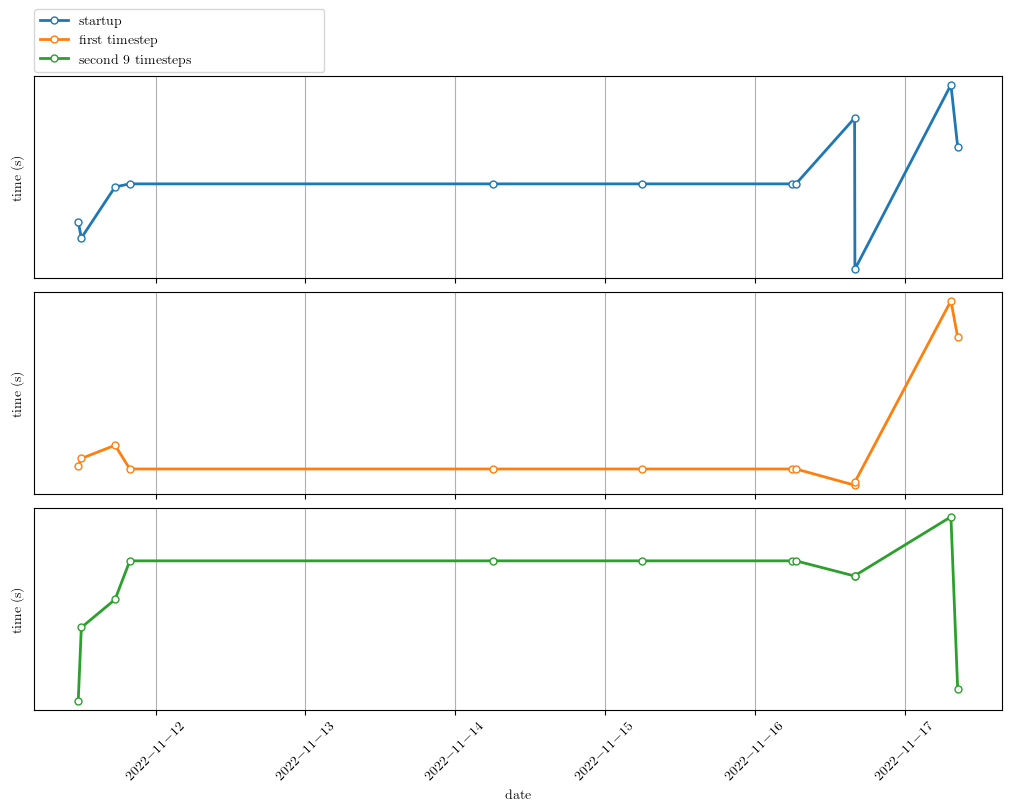 startup
first timestep
second 9 timesteps
time (s)
time (s)
time (s)
2022−11−12
2022−11−13
2022−11−14
2022−11−15
2022−11−16
2022−11−17
date